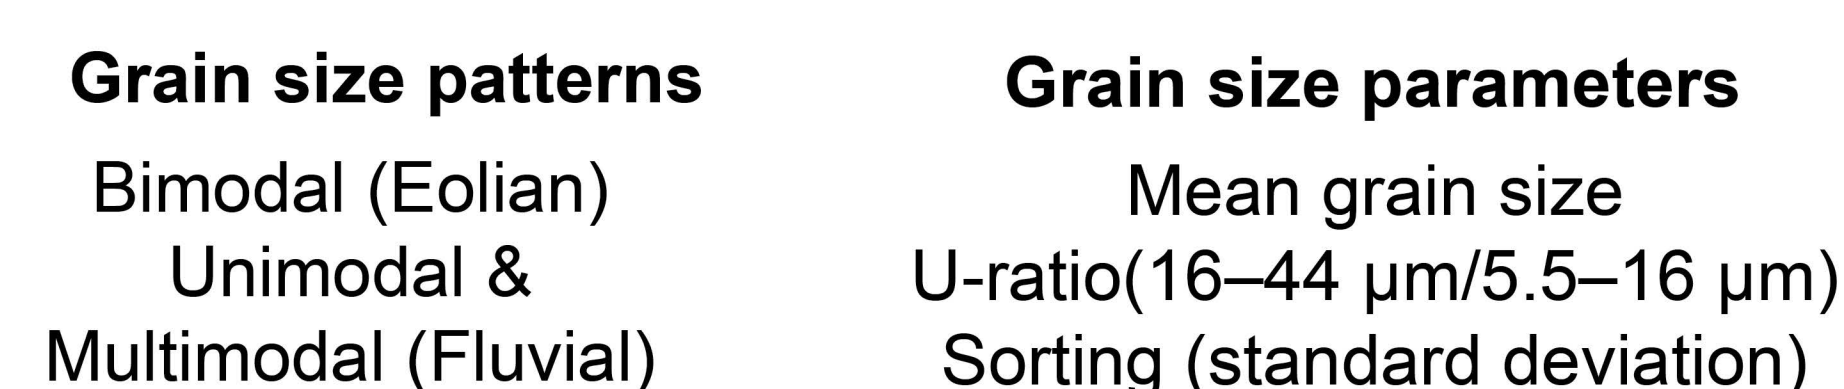 Grain size patterns
Bimodal (Eolian)
Unimodal &
Multimodal (Fluvial)
Grain size parameters
Mean grain size
U-ratio(16–44 µm/5.5–16 µm)
Sorting (standard deviation)